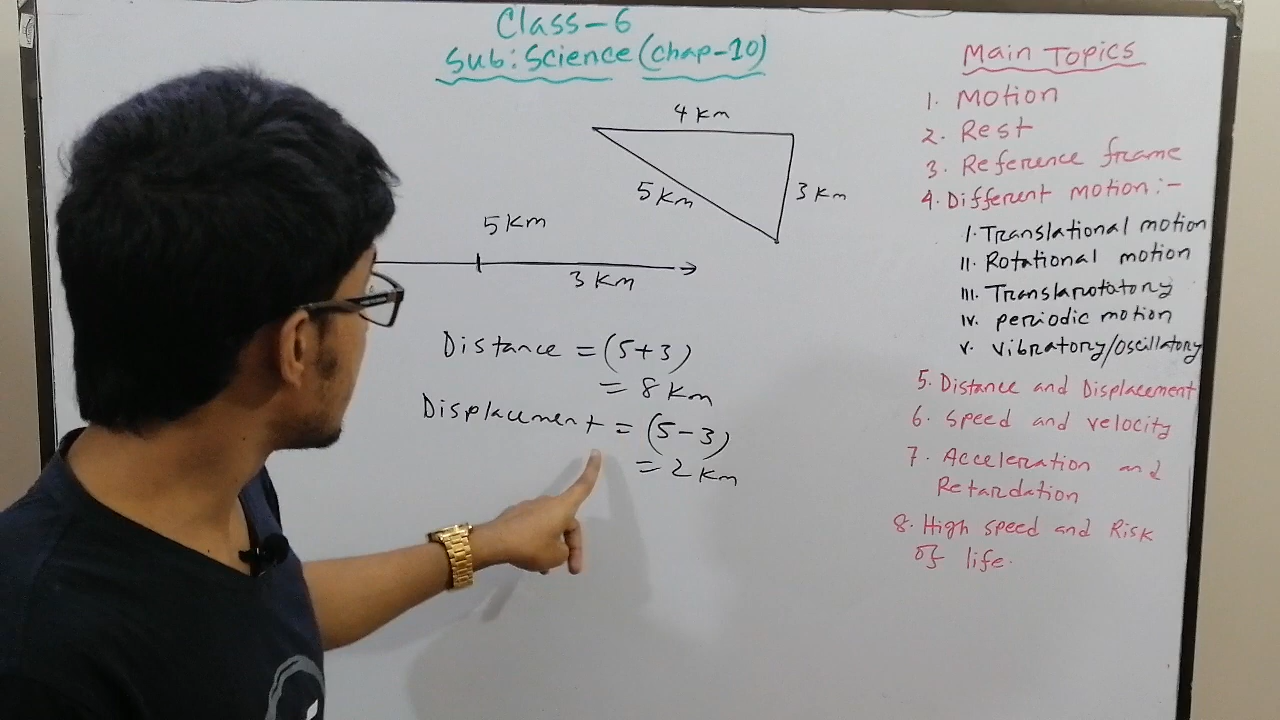 Class-6
Sub: Science (chap-10)
4 Km
5 Km
3 Km
5 Km
3 Km
Distance = (5+3)
= 8 Km
Displacement = (5-3)
= 2 Km
Main Topics
1. Motion
2. Rest
3. Reference frame
4. Different motion:-
I. Translational motion
II. Rotational motion
III. Translarotatory
IV. periodic motion
V. vibratory/oscillatory
5. Distance and Displacement
6. Speed and velocity
7. Acceleration and
Retardation
8. High speed and Risk
of life.